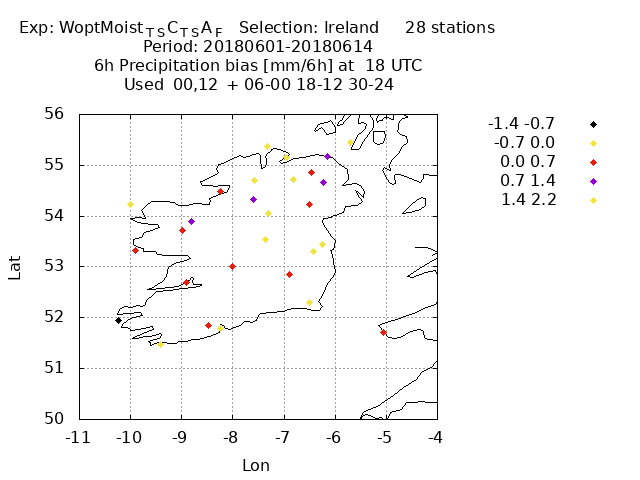 Exp: WoptMoist_TSC_TSA_F Selection: Ireland 28 stations
Period: 20180601-20180614
6h Precipitation bias [mm/6h] at 18 UTC
Used 00,12 + 06-00 18-12 30-24
-1.4 -0.7
-0.7 0.0
0.0 0.7
0.7 1.4
1.4 2.2
56
55
54
53
52
51
50
Lat
-11 -10 -9 -8 -7 -6 -5 -4
Lon